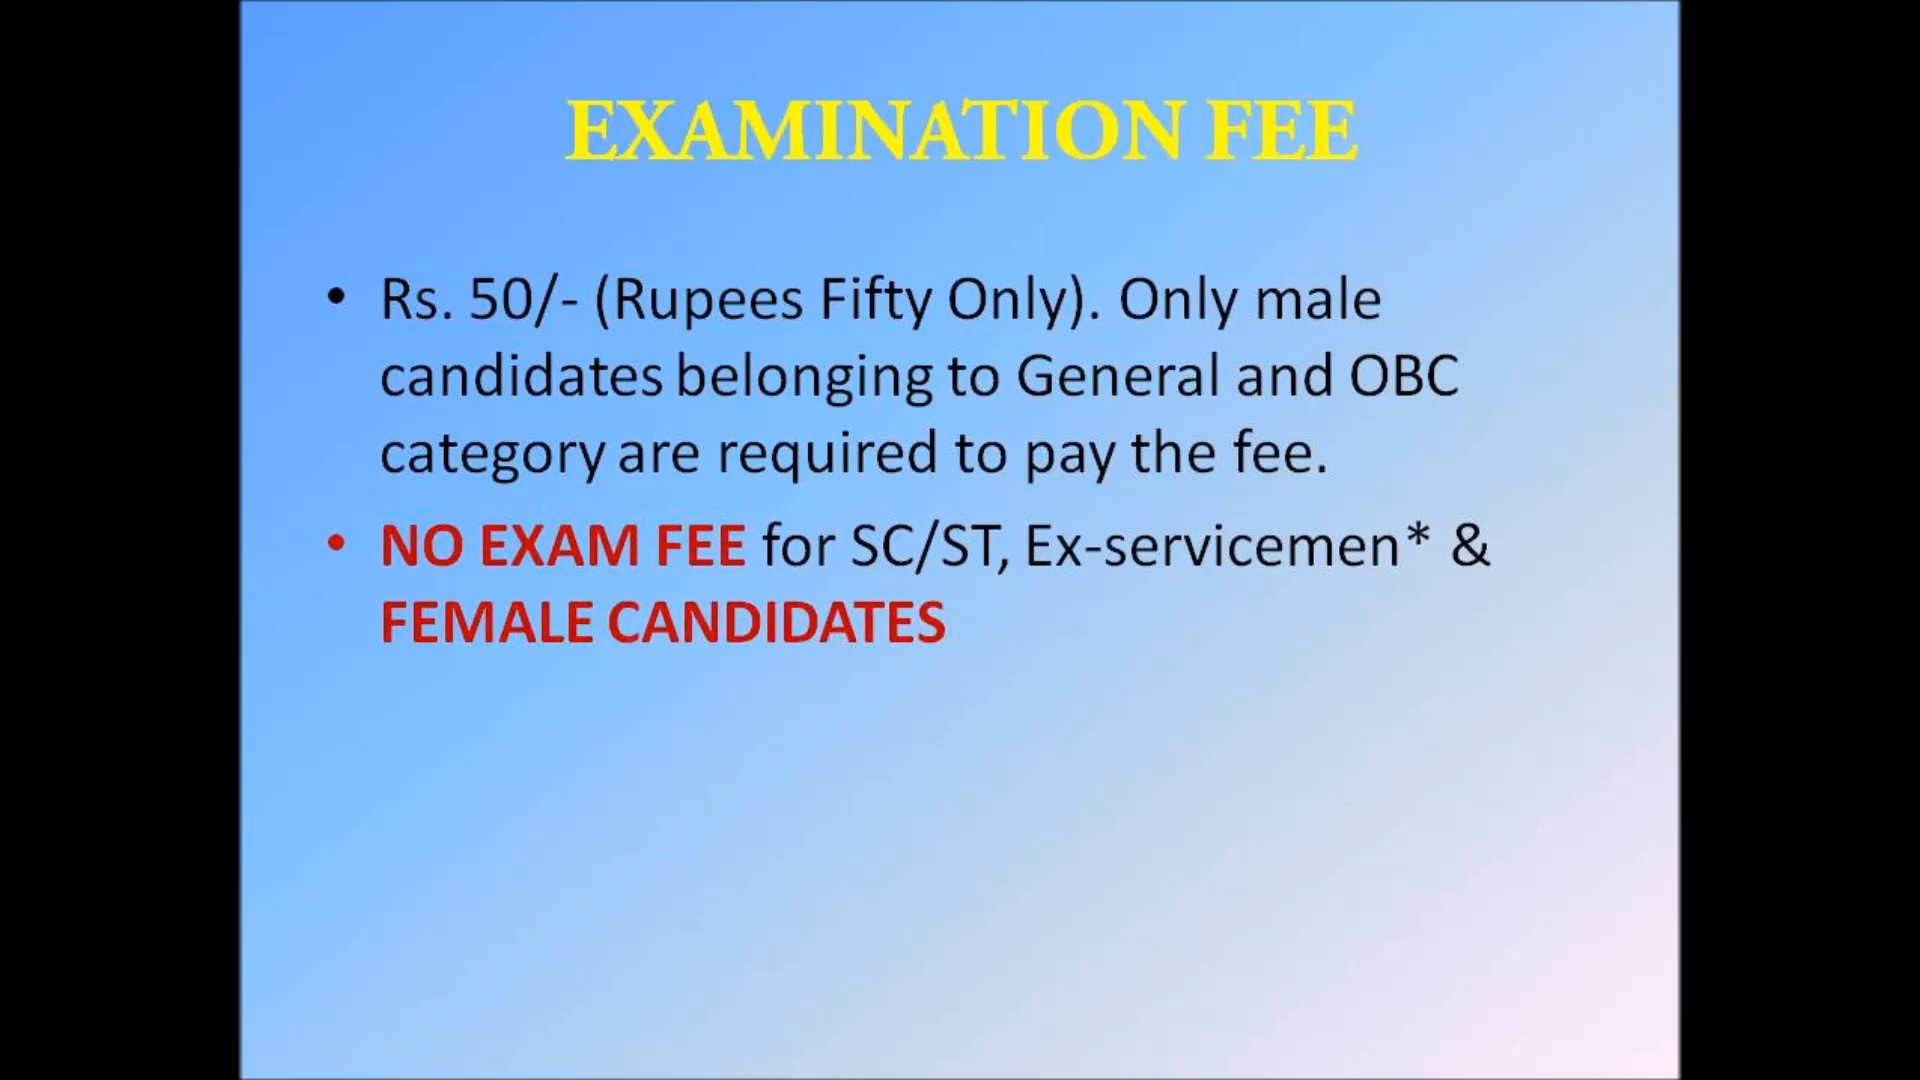 EXAMINATION FEE
• Rs. 50/- (Rupees Fifty Only). Only male
candidates belonging to General and OBC
category are required to pay the fee.
• NO EXAM FEE for SC/ST, Ex-servicemen* &
FEMALE CANDIDATES